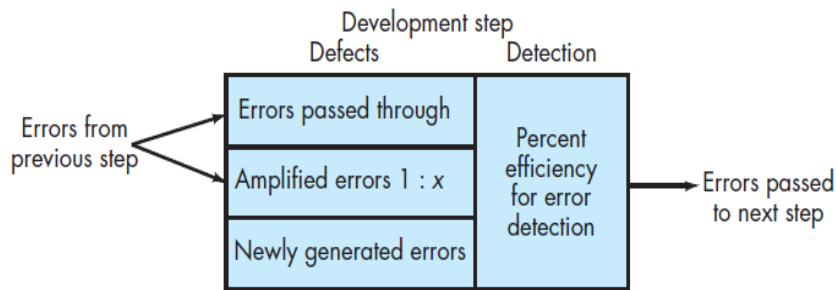 Development step
Defects
Detection
Errors from
previous step
Errors passed through
Amplified errors 1 : x
Newly generated errors
Percent
efficiency
for error
detection
Errors passed
to next step